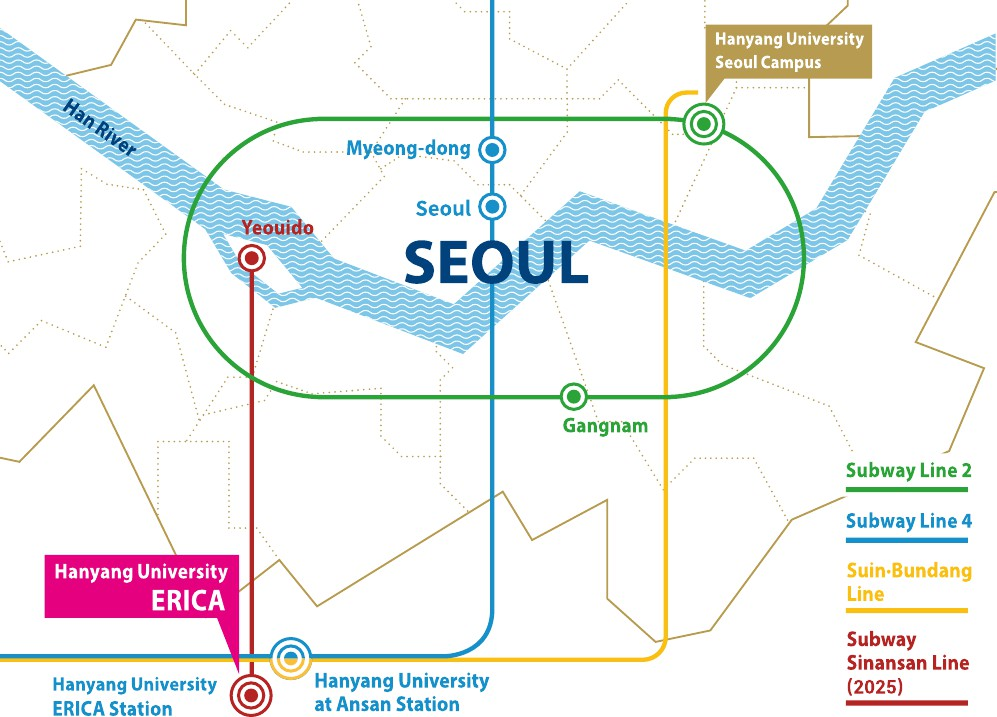 Hanyang University
Seoul Campus
Han River
Myeong-dong
Seoul
Yeouido
SEOUL
Gangnam
Subway Line 2
Subway Line 4
Suin·Bundang
Line
Subway
Sinansan Line
(2025)
Hanyang University
ERICA
Hanyang University
ERICA Station
Hanyang University
at Ansan Station